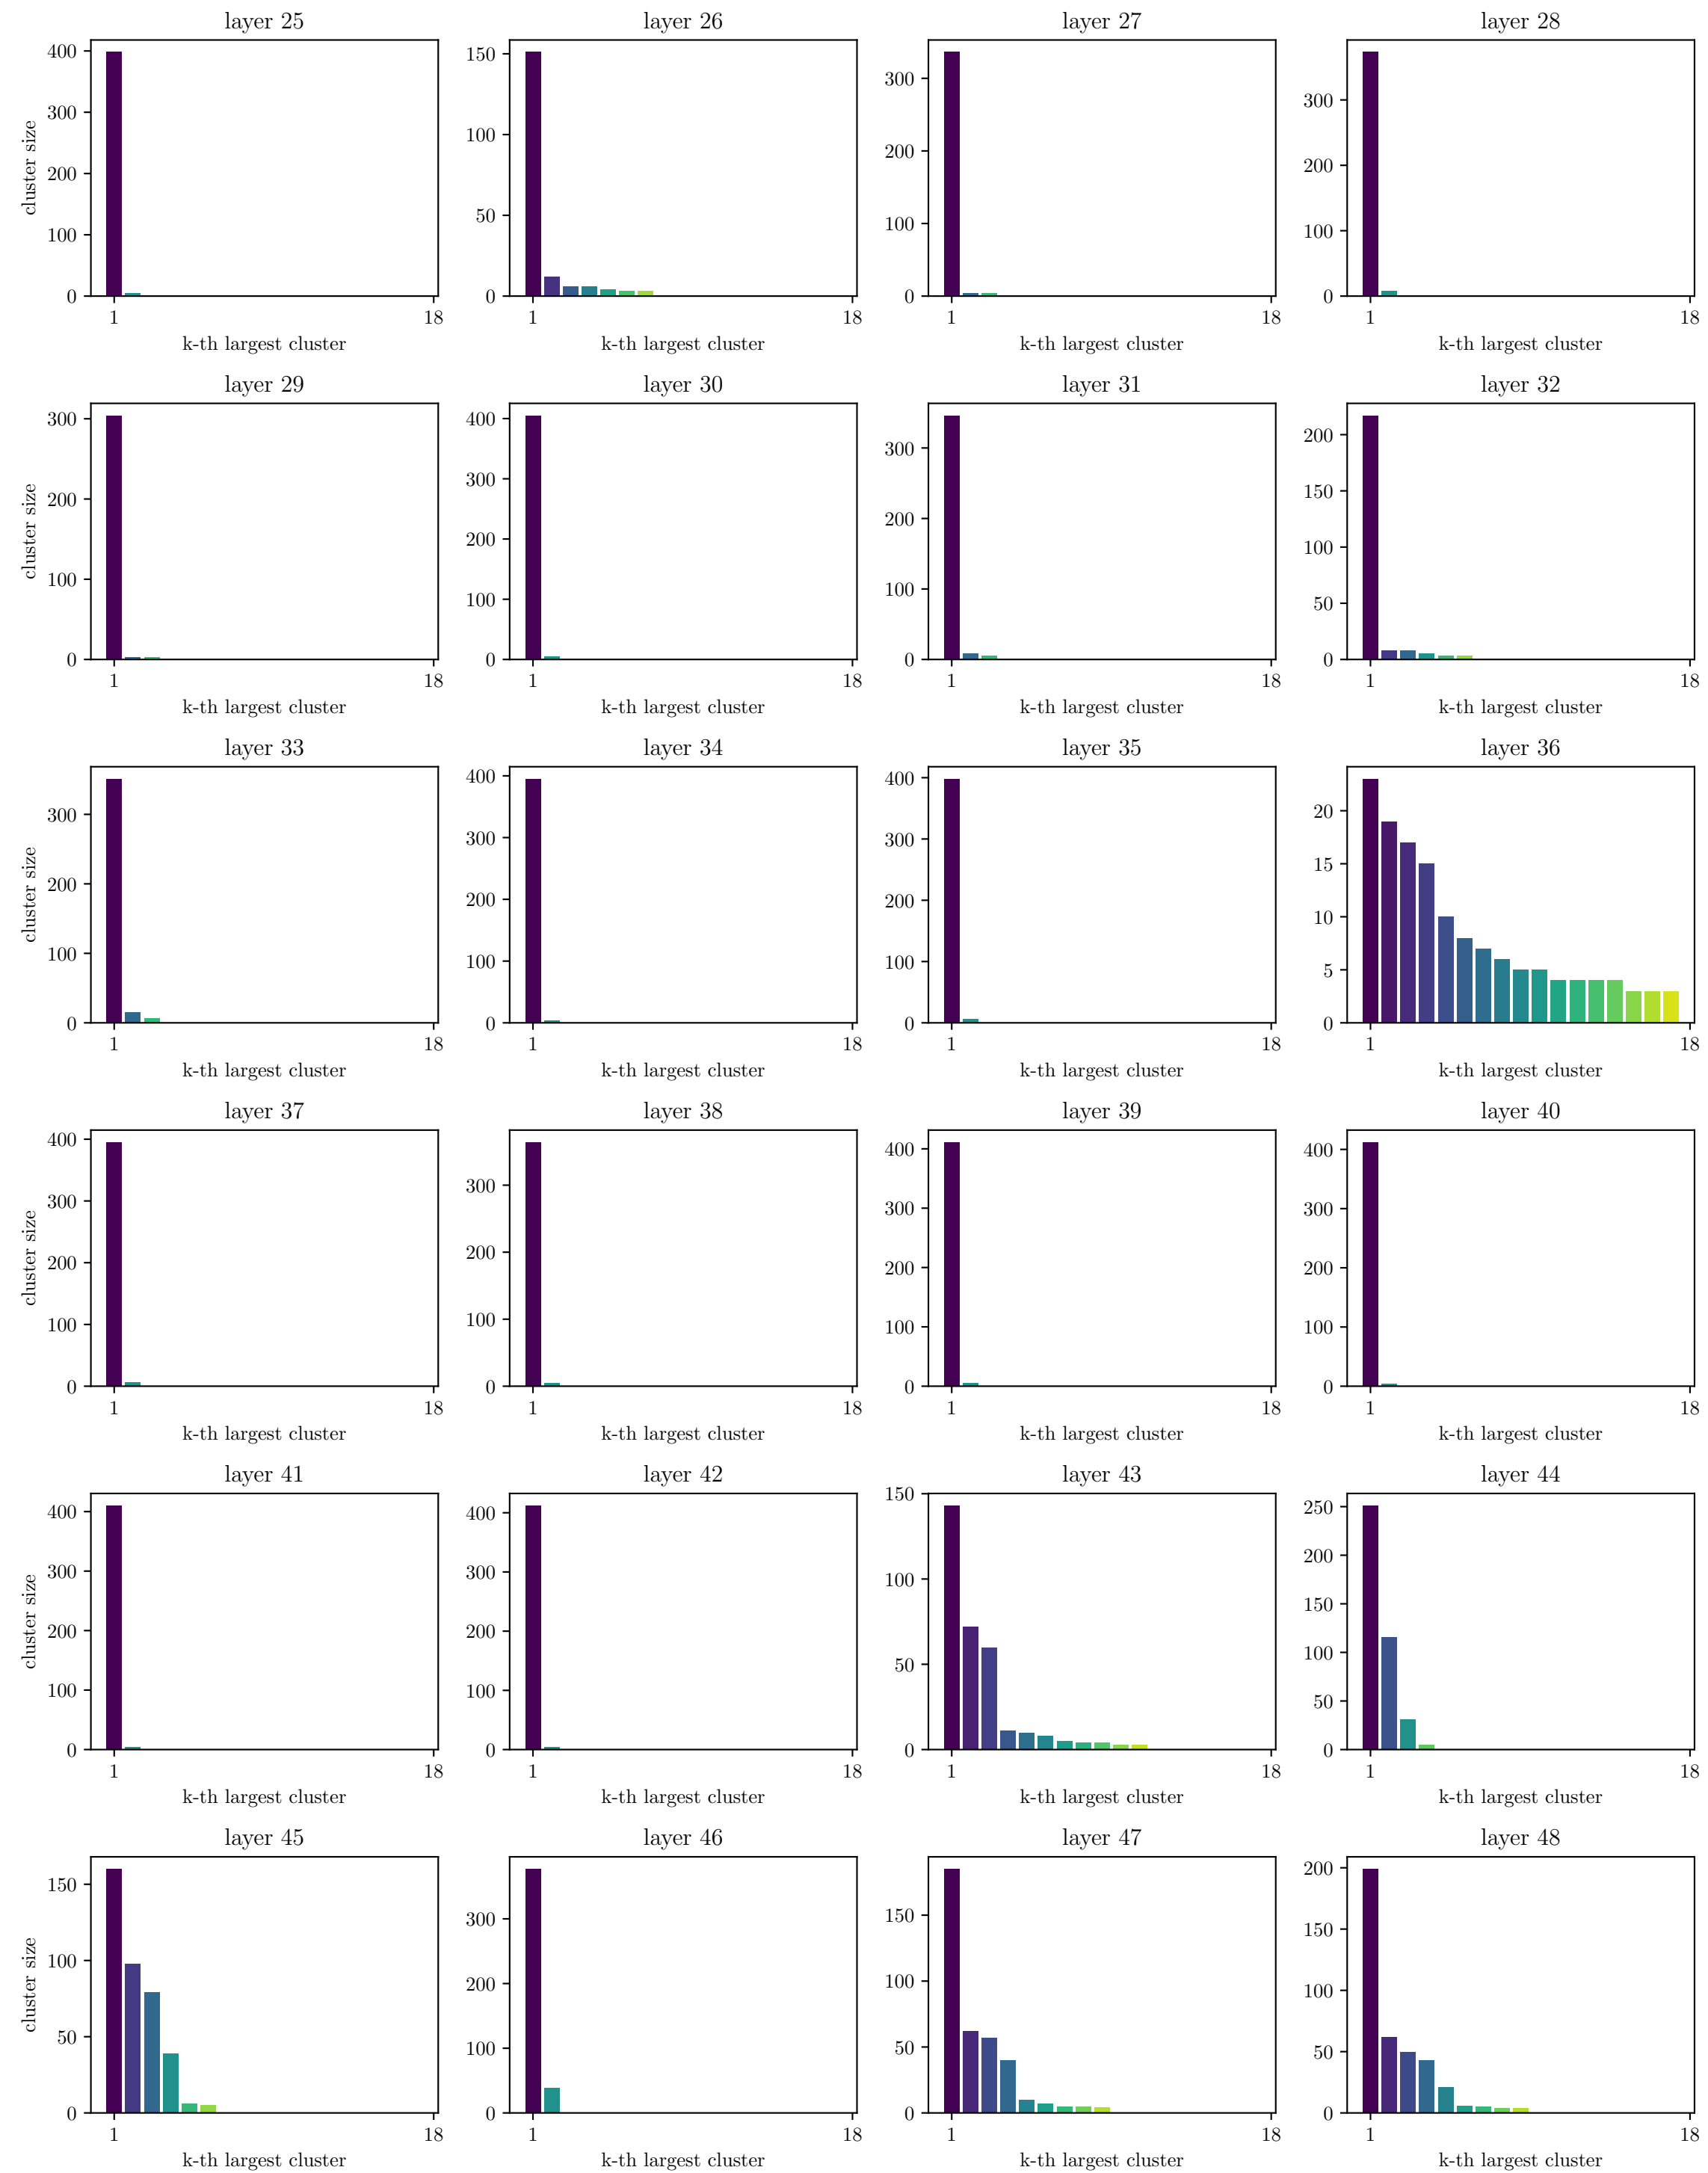 layer 25
400
300
200
100
0
cluster size
1
18
k-th largest cluster
layer 26
150
100
50
0
1
18
k-th largest cluster
layer 27
300
200
100
0
1
18
k-th largest cluster
layer 28
300
200
100
0
1
18
k-th largest cluster
layer 29
300
200
100
0
cluster size
1
18
k-th largest cluster
layer 30
400
300
200
100
0
1
18
k-th largest cluster
layer 31
300
200
100
0
1
18
k-th largest cluster
layer 32
200
150
100
50
0
1
18
k-th largest cluster
layer 33
300
200
100
0
cluster size
1
18
k-th largest cluster
layer 34
400
300
200
100
0
1
18
k-th largest cluster
layer 35
400
300
200
100
0
1
18
k-th largest cluster
layer 36
20
15
10
5
0
1
18
k-th largest cluster
layer 37
400
300
200
100
0
cluster size
1
18
k-th largest cluster
layer 38
300
200
100
0
1
18
k-th largest cluster
layer 39
400
300
200
100
0
1
18
k-th largest cluster
layer 40
400
300
200
100
0
1
18
k-th largest cluster
layer 41
400
300
200
100
0
cluster size
1
18
k-th largest cluster
layer 42
400
300
200
100
0
1
18
k-th largest cluster
layer 43
150
100
50
0
1
18
k-th largest cluster
layer 44
250
200
150
100
50
0
1
18
k-th largest cluster
layer 45
150
100
50
0
cluster size
1
18
k-th largest cluster
layer 46
300
200
100
0
1
18
k-th largest cluster
layer 47
150
100
50
0
1
18
k-th largest cluster
layer 48
200
150
100
50
0
1
18
k-th largest cluster